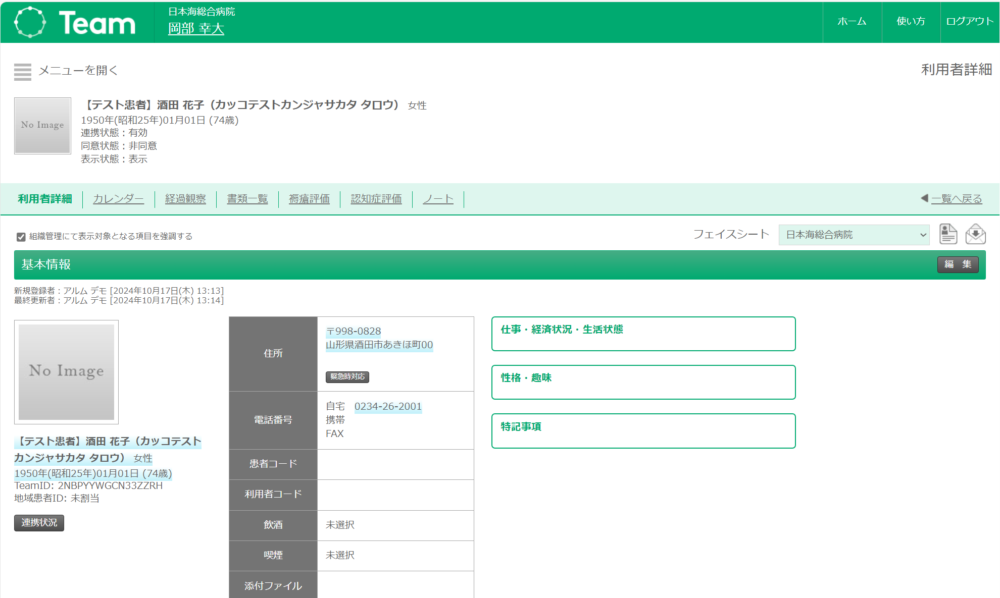 Team
日本海総合病院
岡部 幸大
ホーム
使い方
ログアウト
メニューを開く
利用者詳細
No Image
【テスト患者】酒田 花子（カッコテストカンジャサカタ タロウ） 女性
1950年(昭和25年)01月01日 (74歳)
連携状態：有効
同意状態：非同意
表示状態：表示
利用者詳細
カレンダー
経過観察
書類一覧
褥瘡評価
認知症評価
ノート
一覧へ戻る
組織管理にて表示対象となる項目を強調する
フェイスシート
日本海総合病院
基本情報
編 集
新規登録者：アルム デモ [2024年10月17日(木) 13:13]
最終更新者：アルム デモ [2024年10月17日(木) 13:14]
No Image
【テスト患者】酒田 花子（カッコテスト
カンジャサカタ タロウ） 女性
1950年(昭和25年)01月01日 (74歳)
TeamID: 2NBPYYWGCN33ZZRH
地域患者ID: 未割当
連携状況
住所
〒998-0828
山形県酒田市あきほ町00
緊急時対応
電話番号
自宅 0234-26-2001
携帯
FAX
患者コード
利用者コード
飲酒
未選択
喫煙
未選択
添付ファイル
仕事・経済状況・生活状態
性格・趣味
特記事項